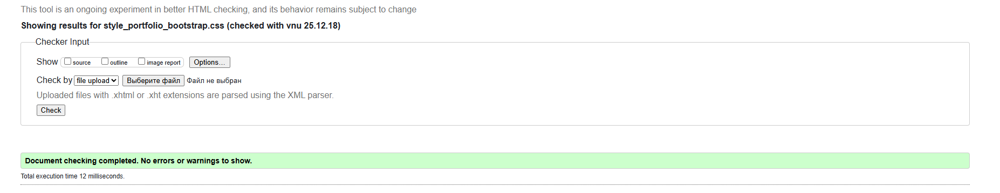 This tool is an ongoing experiment in better HTML checking, and its behavior remains subject to change
Showing results for style_portfolio_bootstrap.css (checked with vnu 25.12.18)
Checker Input
Show source outline image report Options...
Check by file upload Выберите файл Файл не выбран
Uploaded files with .xhtml or .xht extensions are parsed using the XML parser.
Check
Document checking completed. No errors or warnings to show.
Total execution time 12 milliseconds.